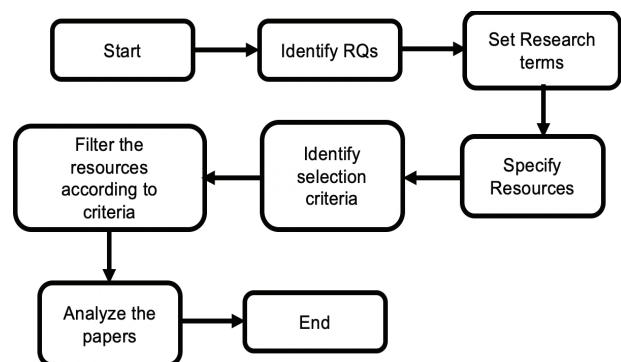 Start
Identify RQs
Set Research
terms
Specify
Resources
Identify
selection
criteria
Filter the
resources
according to
criteria
Analyze the
papers
End